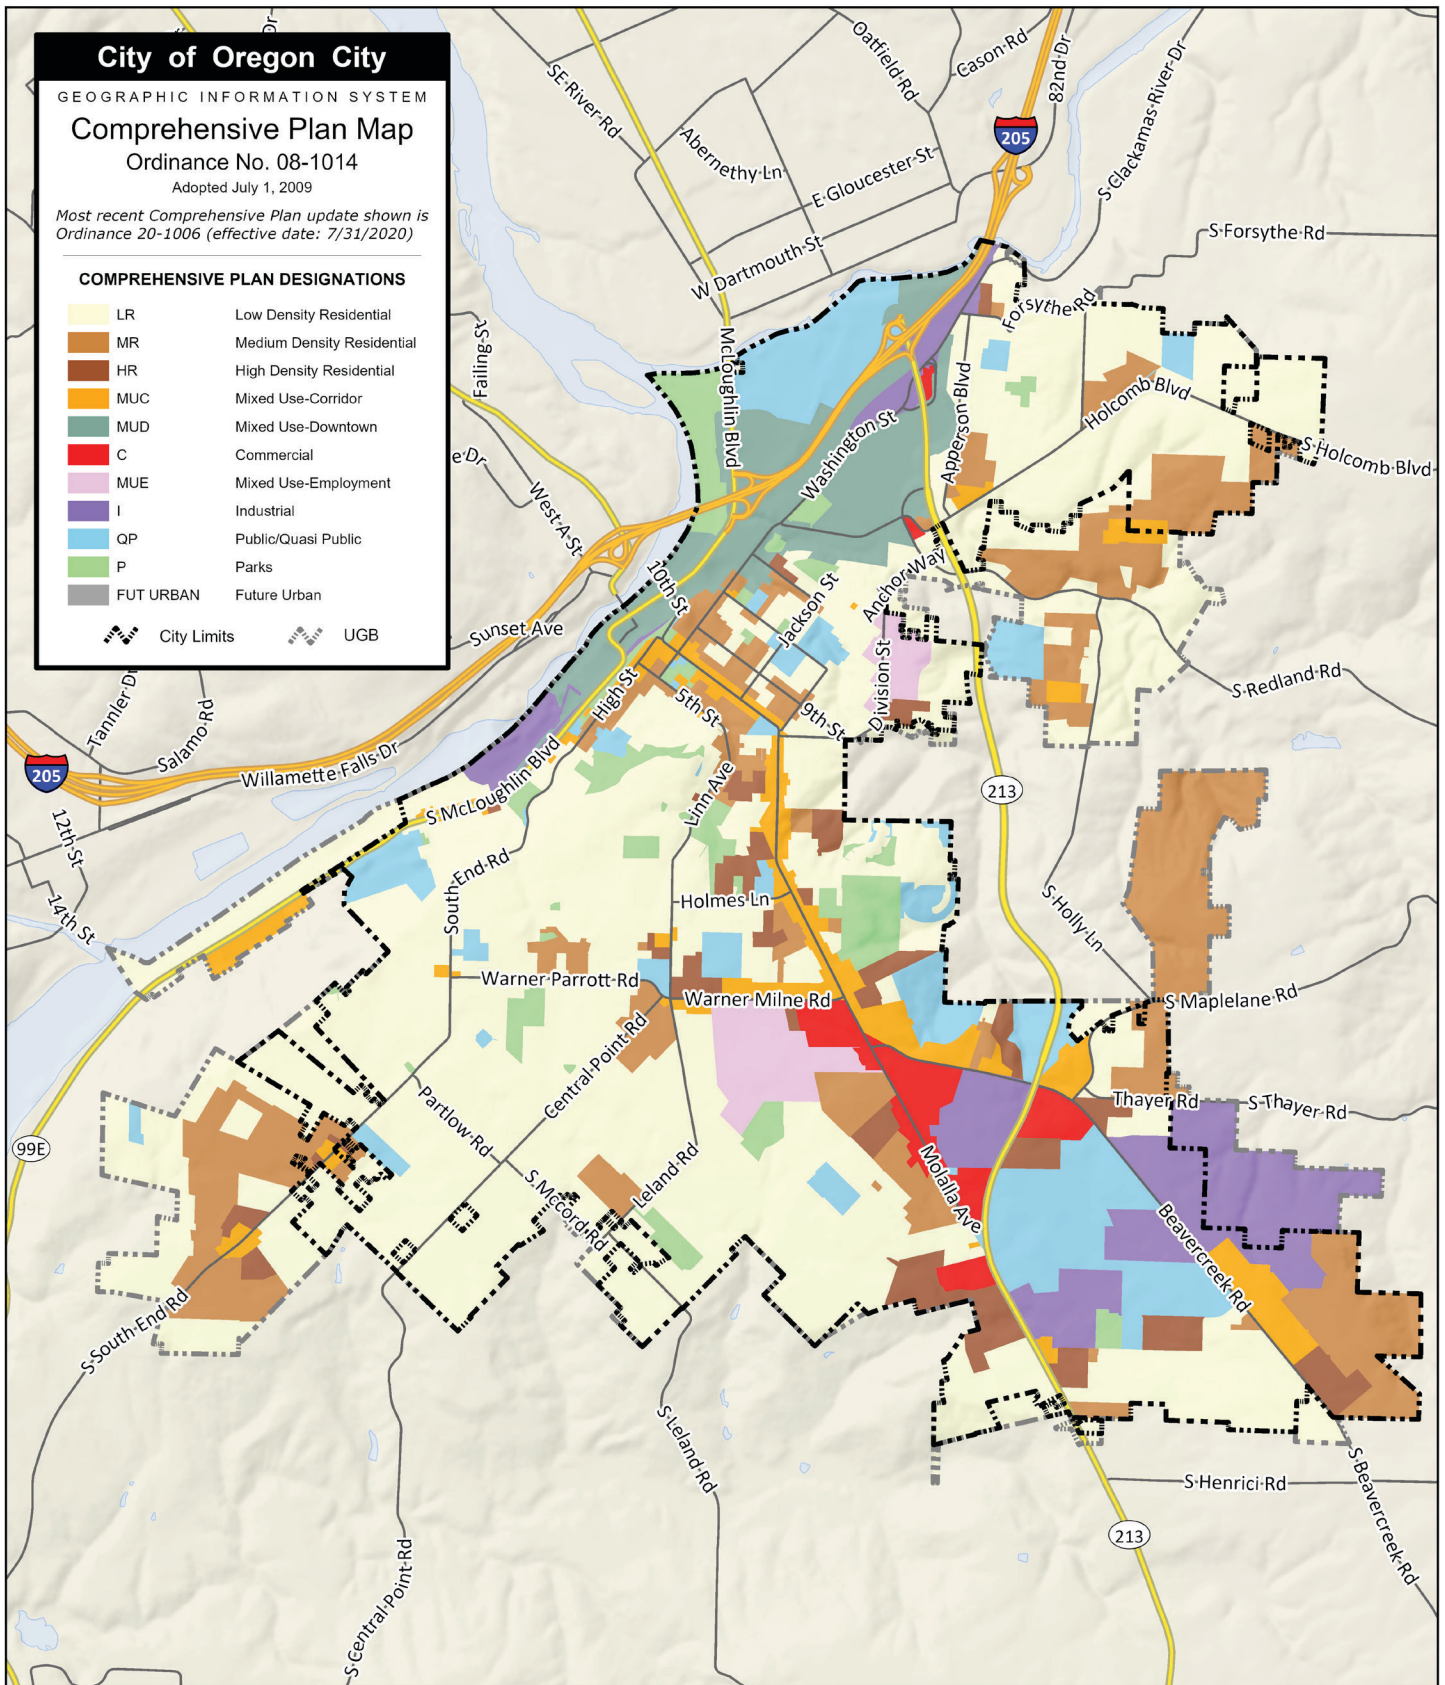 City of Oregon City
GEOGRAPHIC INFORMATION SYSTEM
Comprehensive Plan Map
Ordinance No. 08-1014
Adopted July 1, 2009
Most recent Comprehensive Plan update shown is
Ordinance 20-1006 (effective date: 7/31/2020)
COMPREHENSIVE PLAN DESIGNATIONS
LR Low Density Residential
MR Medium Density Residential
HR High Density Residential
MUC Mixed Use-Corridor
MUD Mixed Use-Downtown
C Commercial
MUE Mixed Use-Employment
I Industrial
QP Public/Quasi Public
P Parks
FUT URBAN Future Urban
City Limits UGB
Dr
SE River Rd
Oatfield Rd
Cason Rd
82nd Dr
205
S Clackamas River Dr
Abernethy Ln
E Gloucester St
W Dartmouth St
S Forsythe Rd
Forsythe Rd
Failing St
McLoughlin Blvd
Apperson Blvd
Holcomb Blvd
S Holcomb Blvd
Washington St
e Dr
West A St
10th St
Jackson St
Anchor Way
Sunset Ave
Division St
S Redland Rd
High St
5th St
9th St
Tannler Dr
Salamo Rd
Willamette Falls Dr
205
S McLoughlin Blvd
Linn Ave
213
12th St
14th St
South End Rd
Holmes Ln
S Holly Ln
Warner Parrott Rd
Warner Milne Rd
S Maplelane Rd
Central Point Rd
Partlow Rd
Thayer Rd
S Thayer Rd
99E
S Mccord Rd
Leland Rd
Molalla Ave
Beavercreek Rd
S South End Rd
S Leland Rd
S Henrici Rd
S Beavercreek Rd
213
S Central Point Rd